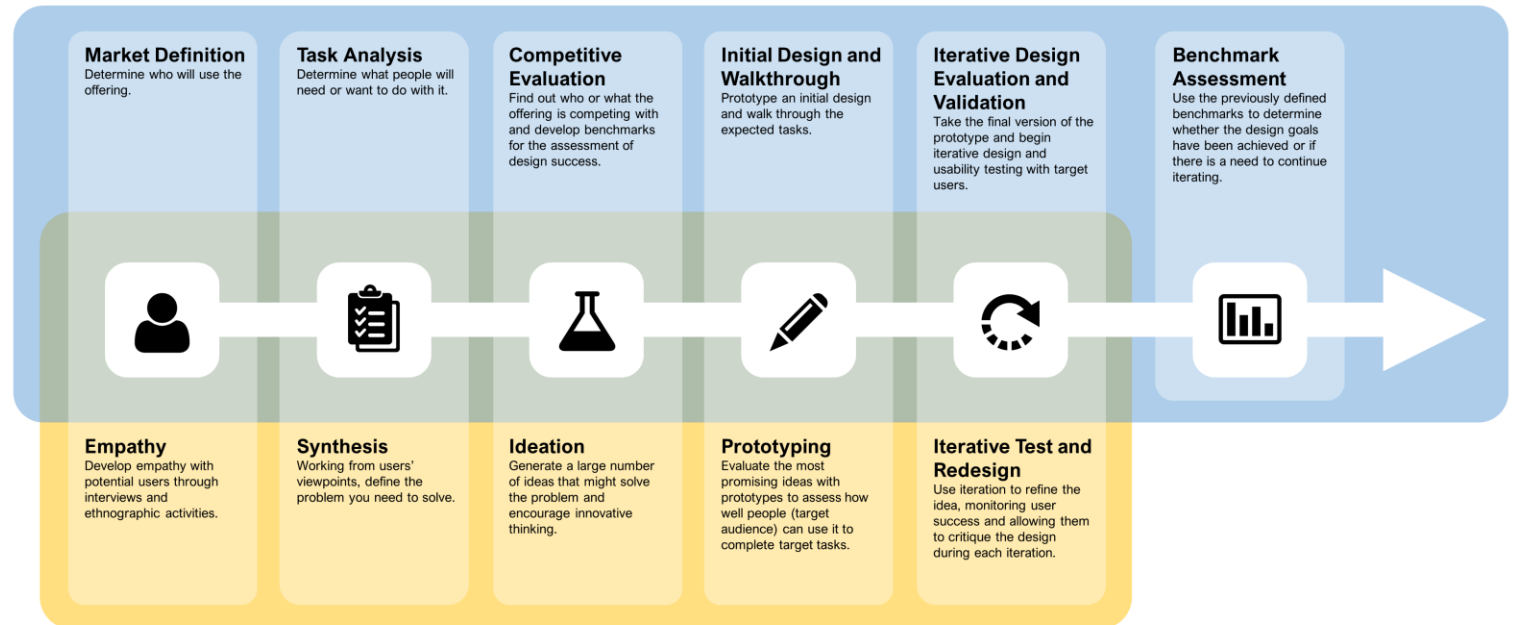 Market Definition
Determine who will use the
offering.
Task Analysis
Determine what people will
need or want to do with it.
Competitive
Evaluation
Find out who or what the
offering is competing with
and develop benchmarks
for the assessment of
design success.
Initial Design and
Walkthrough
Prototype an initial design
and walk through the
expected tasks.
Iterative Design
Evaluation and
Validation
Take the final version of the
prototype and begin
iterative design and
usability testing with target
users.
Benchmark
Assessment
Use the previously defined
benchmarks to determine
whether the design goals
have been achieved or if
there is a need to continue
iterating.
Empathy
Develop empathy with
potential users through
interviews and
ethnographic activities.
Synthesis
Working from users’
viewpoints, define the
problem you need to solve.
Ideation
Generate a large number
of ideas that might solve
the problem and
encourage innovative
thinking.
Prototyping
Evaluate the most
promising ideas with
prototypes to assess how
well people (target
audience) can use it to
complete target tasks.
Iterative Test and
Redesign
Use iteration to refine the
idea, monitoring user
success and allowing them
to critique the design
during each iteration.